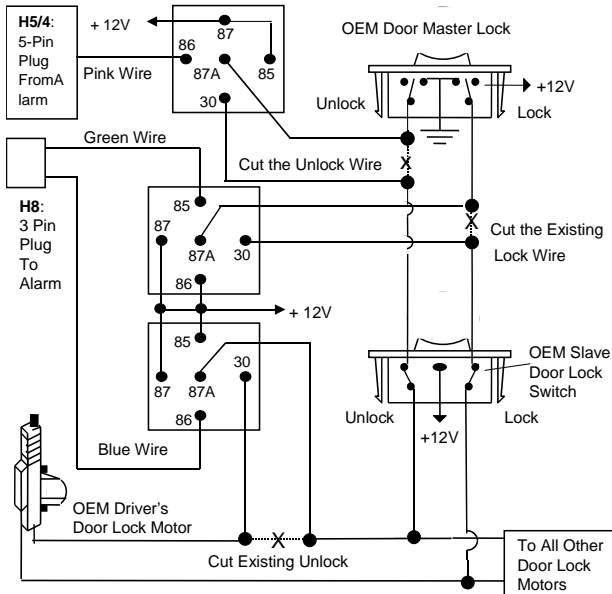 H5/4:
5-Pin
Plug
FromA
larm
+ 12V
87
86
87A
85
Pink Wire
30
OEM Door Master Lock
+12V
Unlock
Lock
Green Wire
Cut the Unlock Wire
X
H8:
3 Pin
Plug
To
Alarm
85
87
87A
30
86
X
Cut the Existing
Lock Wire
+ 12V
85
30
87
87A
86
Blue Wire
OEM Slave
Door Lock
Switch
Unlock
Lock
+12V
OEM Driver's
Door Lock Motor
X
Cut Existing Unlock
To All Other
Door Lock
Motors